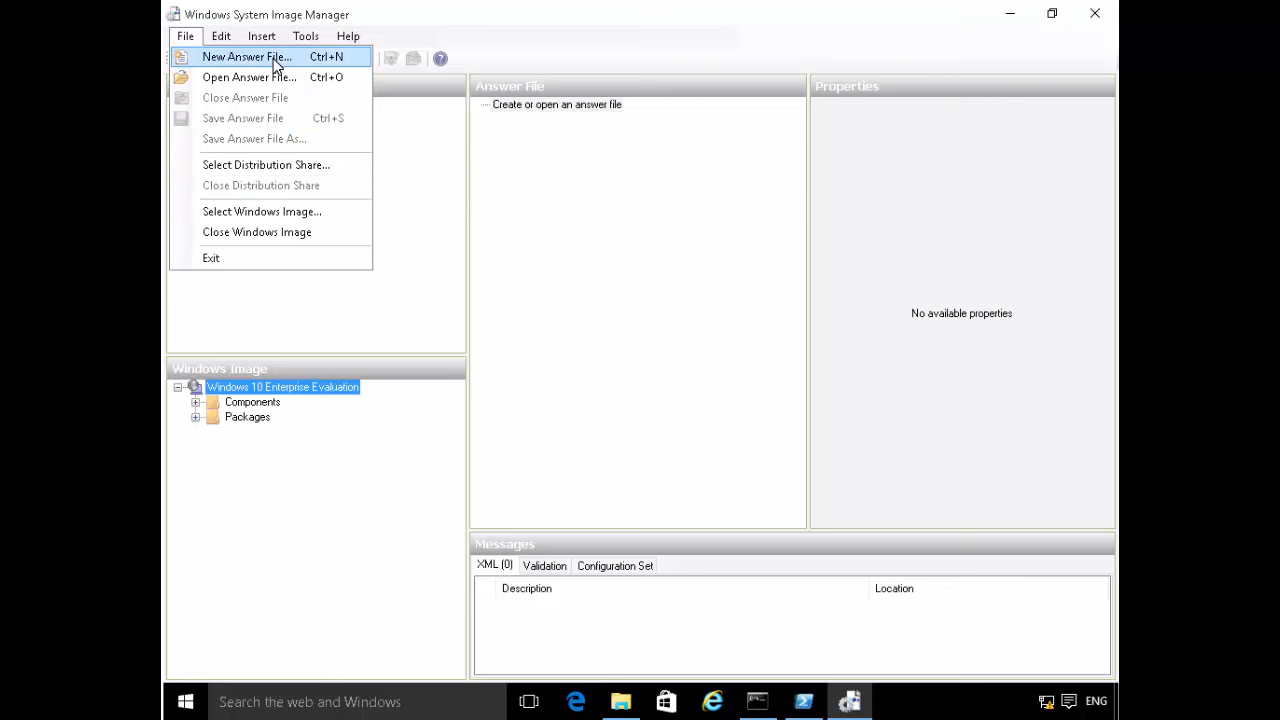 Windows System Image Manager
File Edit Insert Tools Help
New Answer File... Ctrl+N
Open Answer File... Ctrl+O
Close Answer File
Save Answer File Ctrl+S
Save Answer File As...
Select Distribution Share...
Close Distribution Share
Select Windows Image...
Close Windows Image
Exit
Windows Image
Windows 10 Enterprise Evaluation
Components
Packages
Answer File
Create or open an answer file
Properties
No available properties
Messages
XML (0) Validation Configuration Set
Description Location
Search the web and Windows
ENG